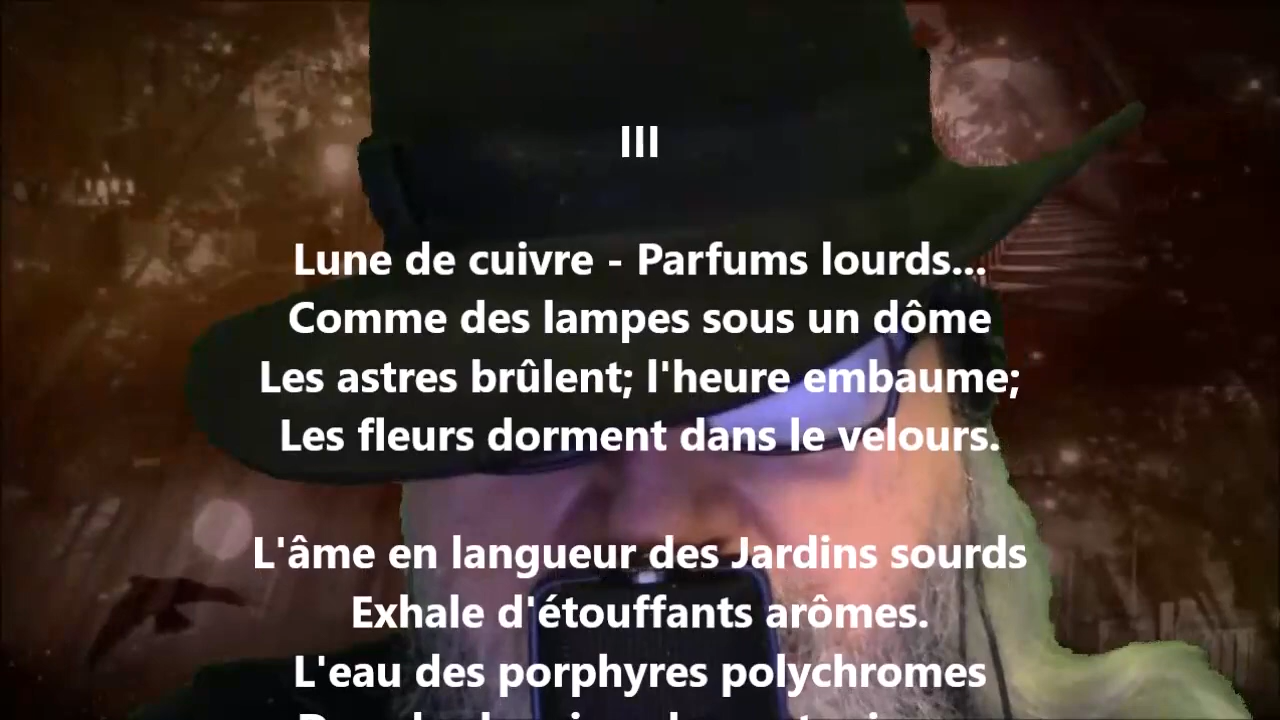 III
Lune de cuivre - Parfums lourds...
Comme des lampes sous un dôme
Les astres brûlent; l'heure embaume;
Les fleurs dorment dans le velours.
L'âme en langueur des Jardins sourds
Exhale d'étouffants arômes.
L'eau des porphyres polychromes